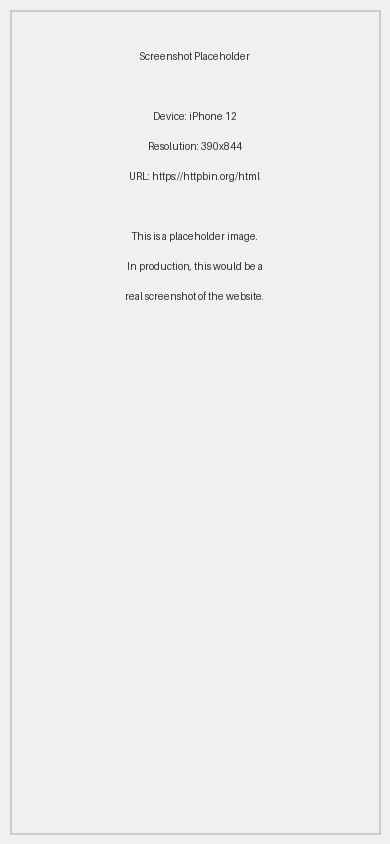 Screenshot Placeholder
Device: iPhone 12
Resolution: 390x844
URL: https://httpbin.org/html
This is a placeholder image.
In production, this would be a
real screenshot of the website.